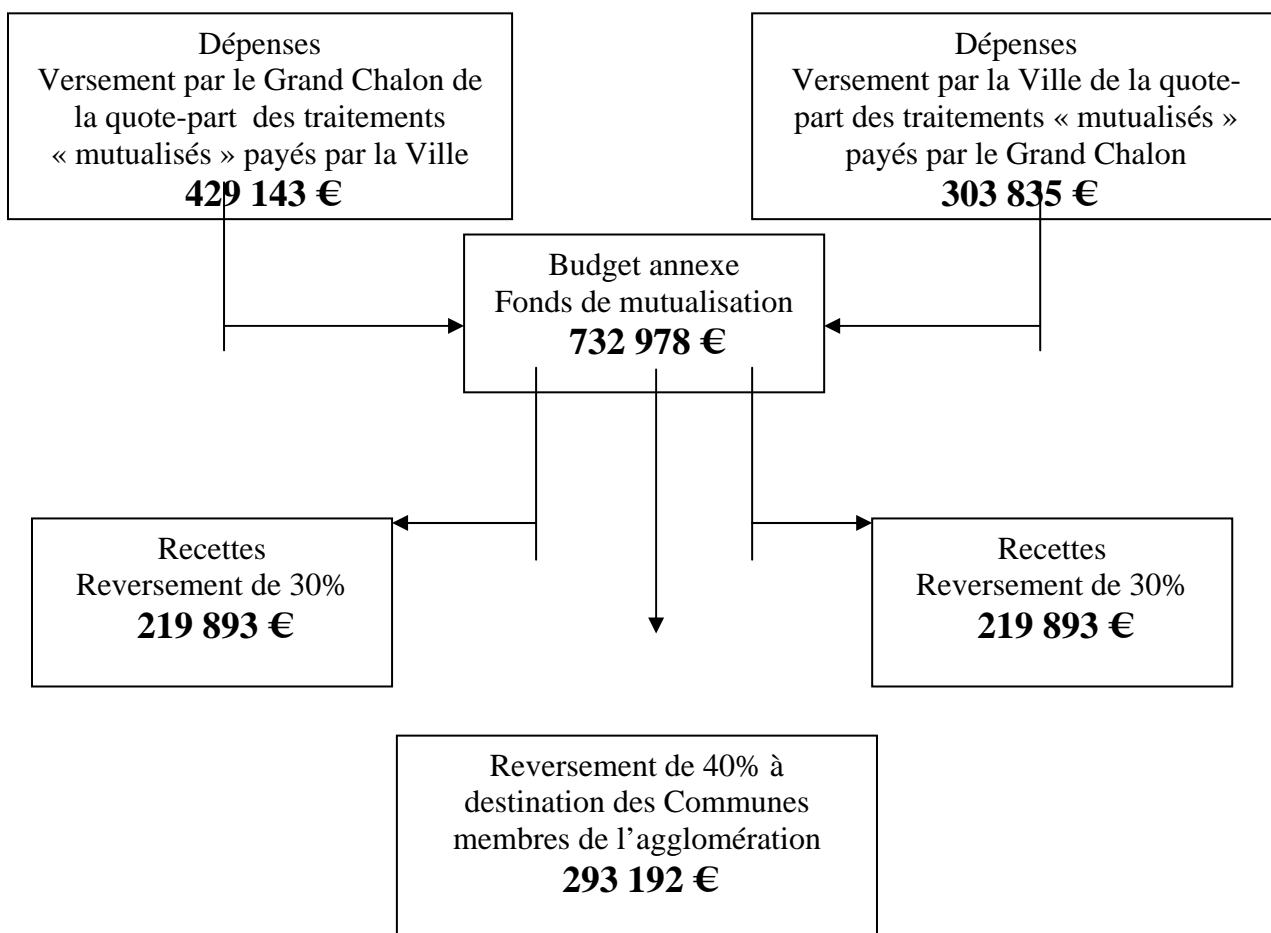 Dépenses
Versement par le Grand Chalon de
la quote-part des traitements
« mutualisés » payés par la Ville
429 143 €
Dépenses
Versement par la Ville de la quote-
part des traitements « mutualisés »
payés par le Grand Chalon
303 835 €
Budget annexe
Fonds de mutualisation
732 978 €
Recettes
Reversement de 30%
219 893 €
Recettes
Reversement de 30%
219 893 €
Reversement de 40% à
destination des Communes
membres de l’agglomération
293 192 €